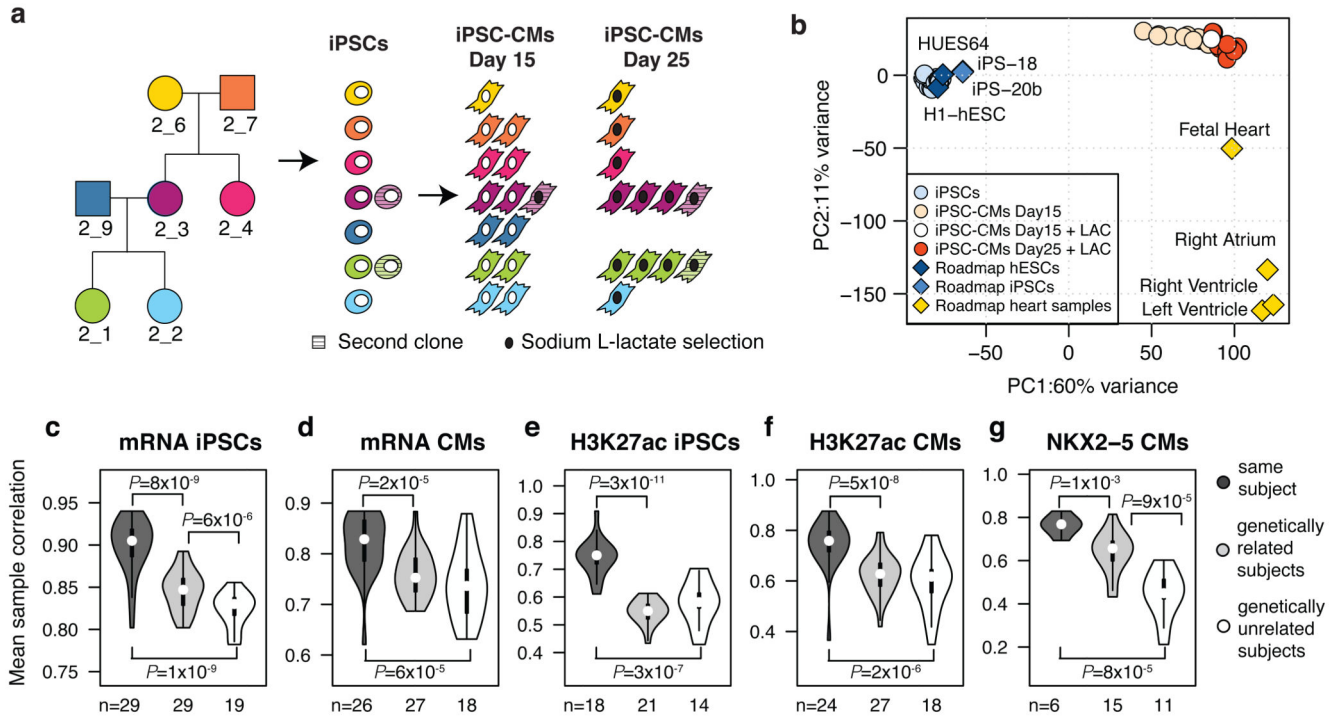 a
iPSCs
iPSC-CMs
Day 15
iPSC-CMs
Day 25
2_6
2_7
2_9
2_3
2_4
2_1
2_2
Second clone
Sodium L-lactate selection
b
PC2:11% variance
0
−50
−100
−150
HUES64
iPS−18
iPS−20b
H1−hESC
Fetal Heart
Right Atrium
Right Ventricle
Left Ventricle
iPSCs
iPSC−CMs Day15
iPSC−CMs Day15 + LAC
iPSC−CMs Day25 + LAC
Roadmap hESCs
Roadmap iPSCs
Roadmap heart samples
−50
0
50
100
PC1:60% variance
Mean sample correlation
c
mRNA iPSCs
0.95
0.90
0.85
0.80
0.75
P=8x10-9
P=6x10-6
P=1x10-9
n=29
29
19
d
mRNA CMs
0.9
0.8
0.7
0.6
P=2x10-5
P=6x10-5
n=26
27
18
e
H3K27ac iPSCs
1.0
0.9
0.8
0.7
0.6
0.5
0.4
P=3x10-11
P=3x10-7
n=18
21
14
f
H3K27ac CMs
1.0
0.8
0.6
0.4
P=5x10-8
P=2x10-6
n=24
27
18
g
NKX2−5 CMs
1.0
0.8
0.6
0.4
0.2
P=1x10-3
P=9x10-5
P=8x10-5
n=6
15
11
same
subject
genetically
related
subjects
genetically
unrelated
subjects